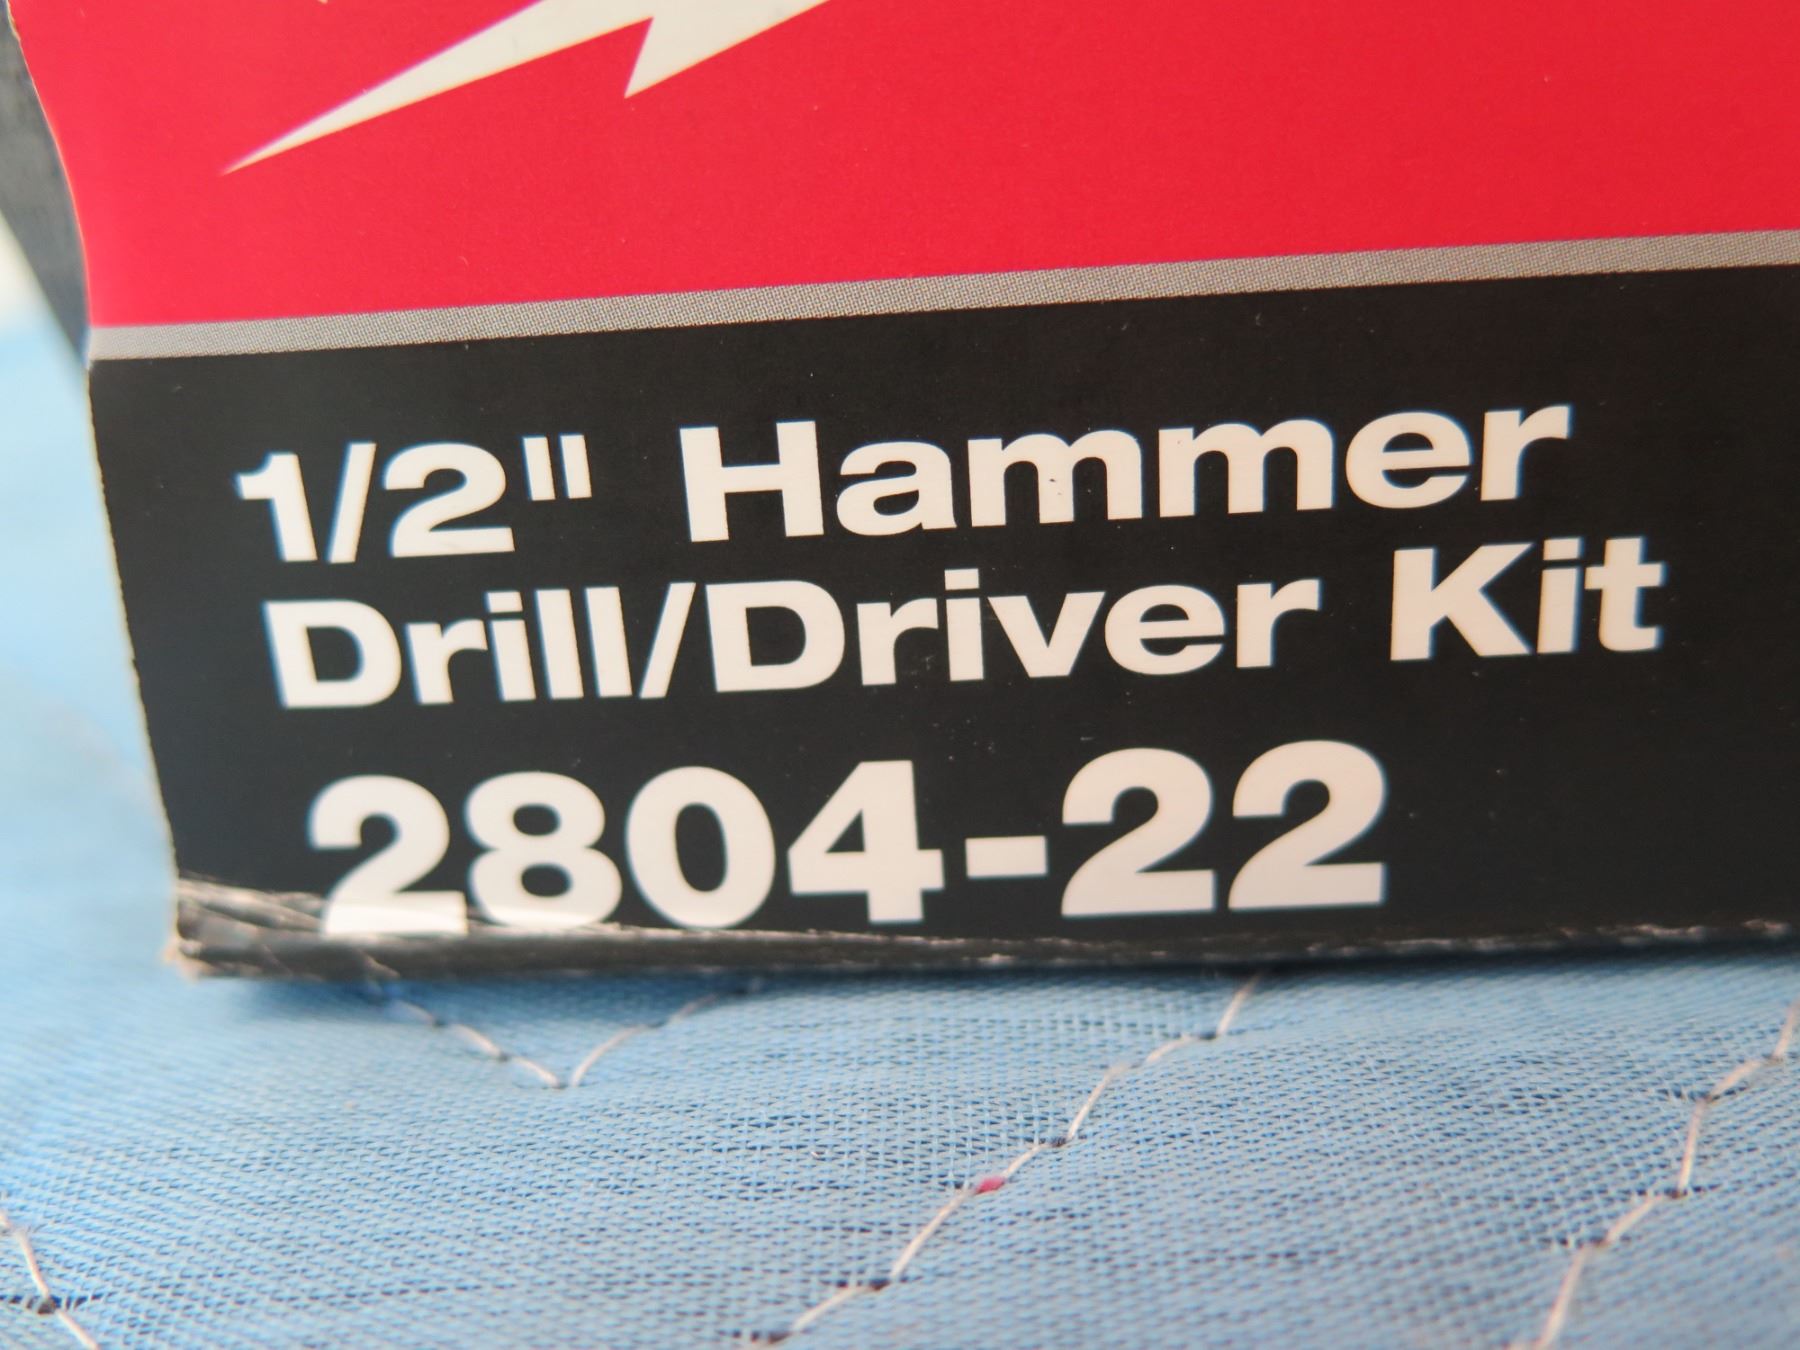 1/2" Hammer
Drill/Driver Kit
2804-22